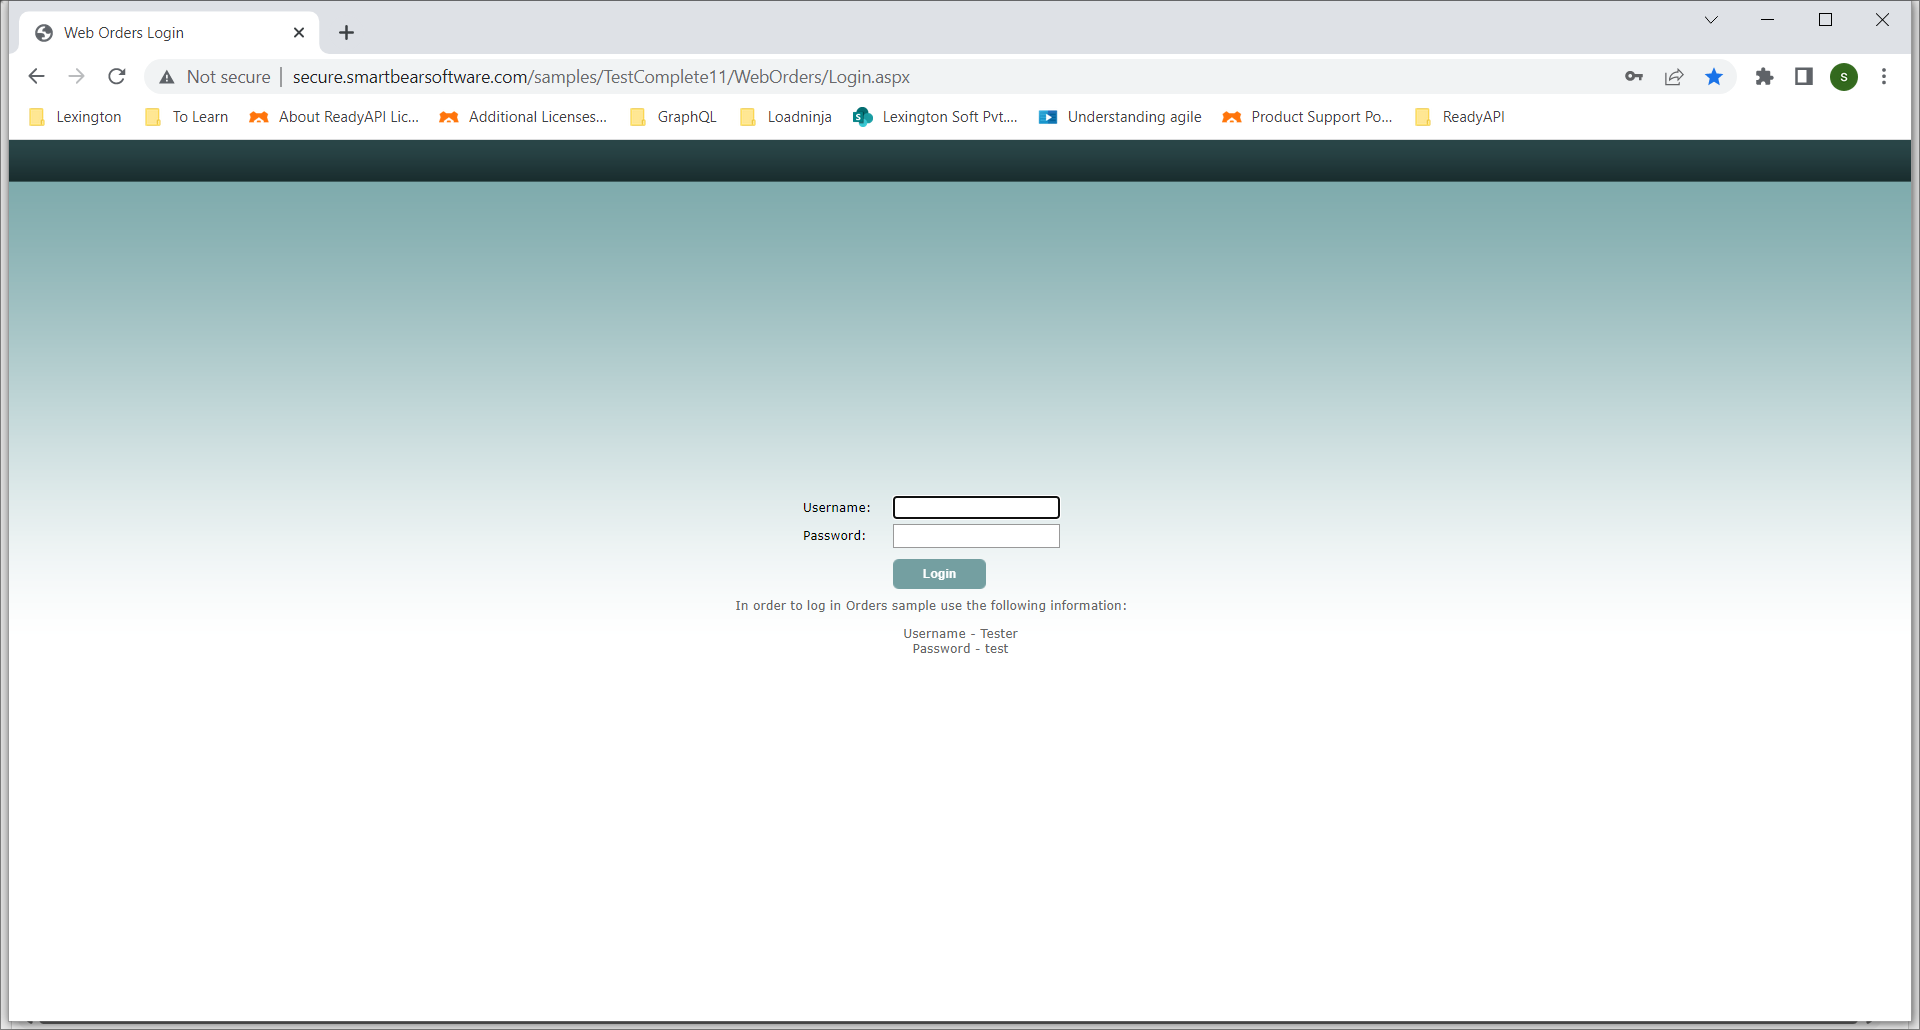 Web Orders Login
Not secure | secure.smartbearsoftware.com/samples/TestComplete11/WebOrders/Login.aspx
S
Lexington To Learn About ReadyAPI Lic... Additional Licenses... GraphQL Loadninja Lexington Soft Pvt.... Understanding agile Product Support Po... ReadyAPI
Username:
Password:
Login
In order to log in Orders sample use the following information:
Username - Tester
Password - test